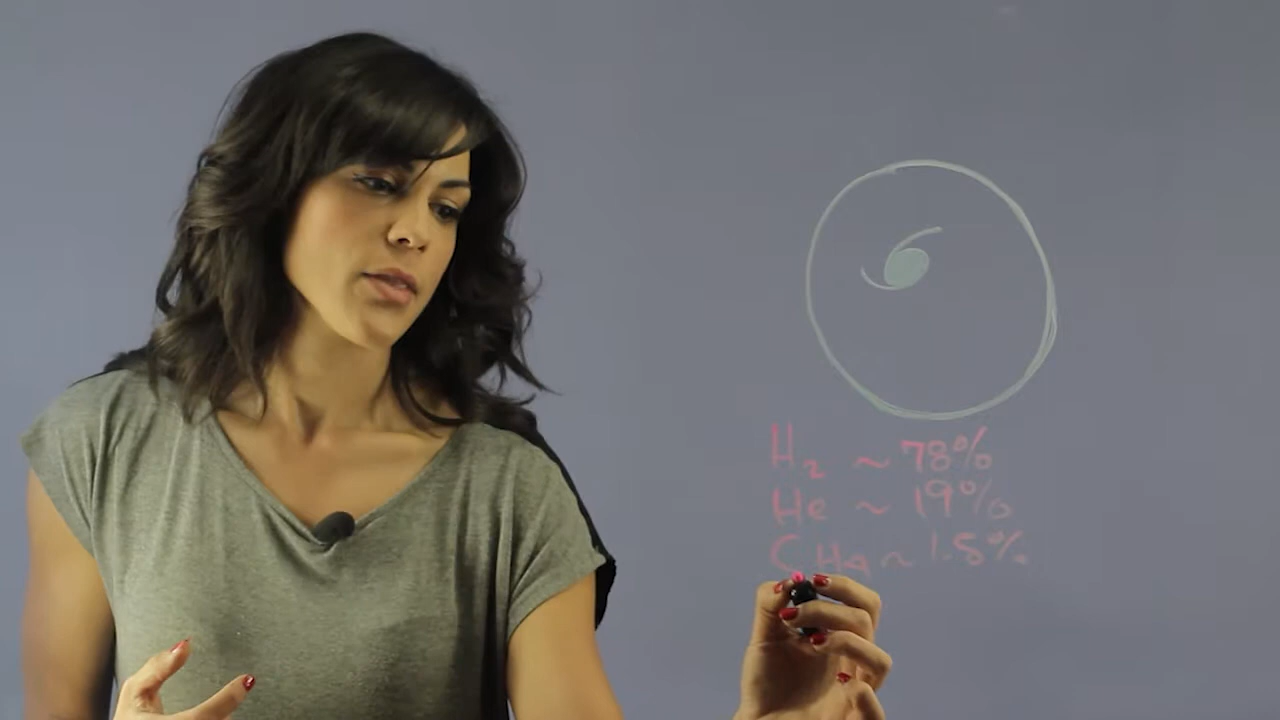 H₂ ~ 78%
He ~ 19%
CH₄ ~ 1.5%